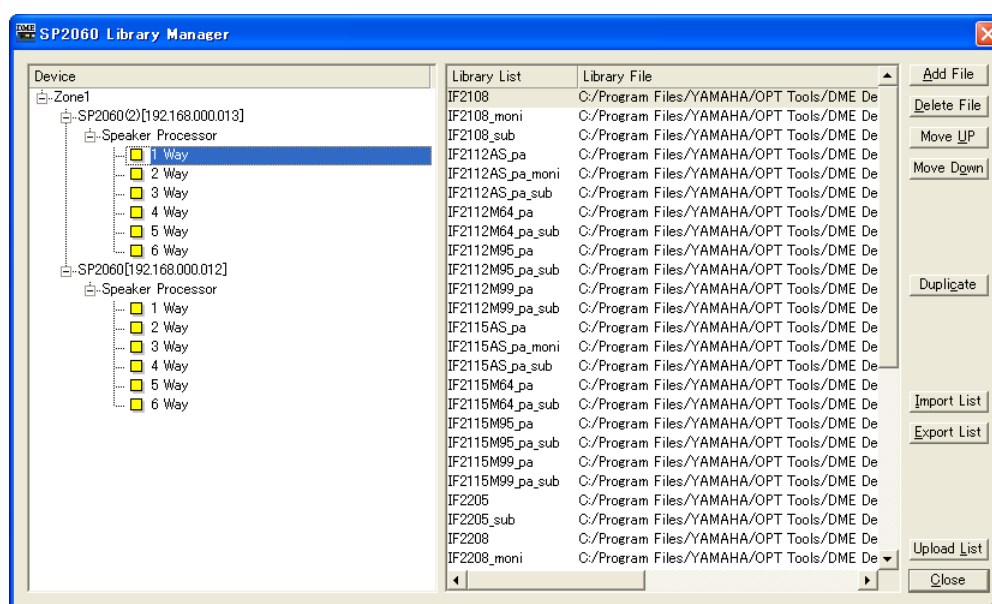 DME SP2060 Library Manager
Device
Zone1
SP2060(2)[192.168.000.013]
Speaker Processor
1 Way
2 Way
3 Way
4 Way
5 Way
6 Way
SP2060[192.168.000.012]
Speaker Processor
1 Way
2 Way
3 Way
4 Way
5 Way
6 Way
Library List Library File
IF2108 C:/Program Files/YAMAHA/OPT Tools/DME De
IF2108_moni C:/Program Files/YAMAHA/OPT Tools/DME De
IF2108_sub C:/Program Files/YAMAHA/OPT Tools/DME De
IF2112AS_pa C:/Program Files/YAMAHA/OPT Tools/DME De
IF2112AS_pa_moni C:/Program Files/YAMAHA/OPT Tools/DME De
IF2112AS_pa_sub C:/Program Files/YAMAHA/OPT Tools/DME De
IF2112M64_pa C:/Program Files/YAMAHA/OPT Tools/DME De
IF2112M64_pa_sub C:/Program Files/YAMAHA/OPT Tools/DME De
IF2112M95_pa C:/Program Files/YAMAHA/OPT Tools/DME De
IF2112M95_pa_sub C:/Program Files/YAMAHA/OPT Tools/DME De
IF2112M99_pa C:/Program Files/YAMAHA/OPT Tools/DME De
IF2112M99_pa_sub C:/Program Files/YAMAHA/OPT Tools/DME De
IF2115AS_pa C:/Program Files/YAMAHA/OPT Tools/DME De
IF2115AS_pa_moni C:/Program Files/YAMAHA/OPT Tools/DME De
IF2115AS_pa_sub C:/Program Files/YAMAHA/OPT Tools/DME De
IF2115M64_pa C:/Program Files/YAMAHA/OPT Tools/DME De
IF2115M64_pa_sub C:/Program Files/YAMAHA/OPT Tools/DME De
IF2115M95_pa C:/Program Files/YAMAHA/OPT Tools/DME De
IF2115M95_pa_sub C:/Program Files/YAMAHA/OPT Tools/DME De
IF2115M99_pa C:/Program Files/YAMAHA/OPT Tools/DME De
IF2115M99_pa_sub C:/Program Files/YAMAHA/OPT Tools/DME De
IF2205 C:/Program Files/YAMAHA/OPT Tools/DME De
IF2205_sub C:/Program Files/YAMAHA/OPT Tools/DME De
IF2208 C:/Program Files/YAMAHA/OPT Tools/DME De
IF2208_moni C:/Program Files/YAMAHA/OPT Tools/DME De
Add File
Delete File
Move UP
Move Down
Duplicate
Import List
Export List
Upload List
Close